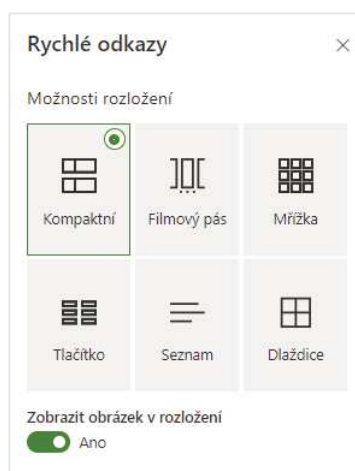 Rychlé odkazy
Možnosti rozložení
Kompaktní
Filmový pás
Mřížka
Tlačítko
Seznam
Dlaždice
Zobrazit obrázek v rozložení
Ano